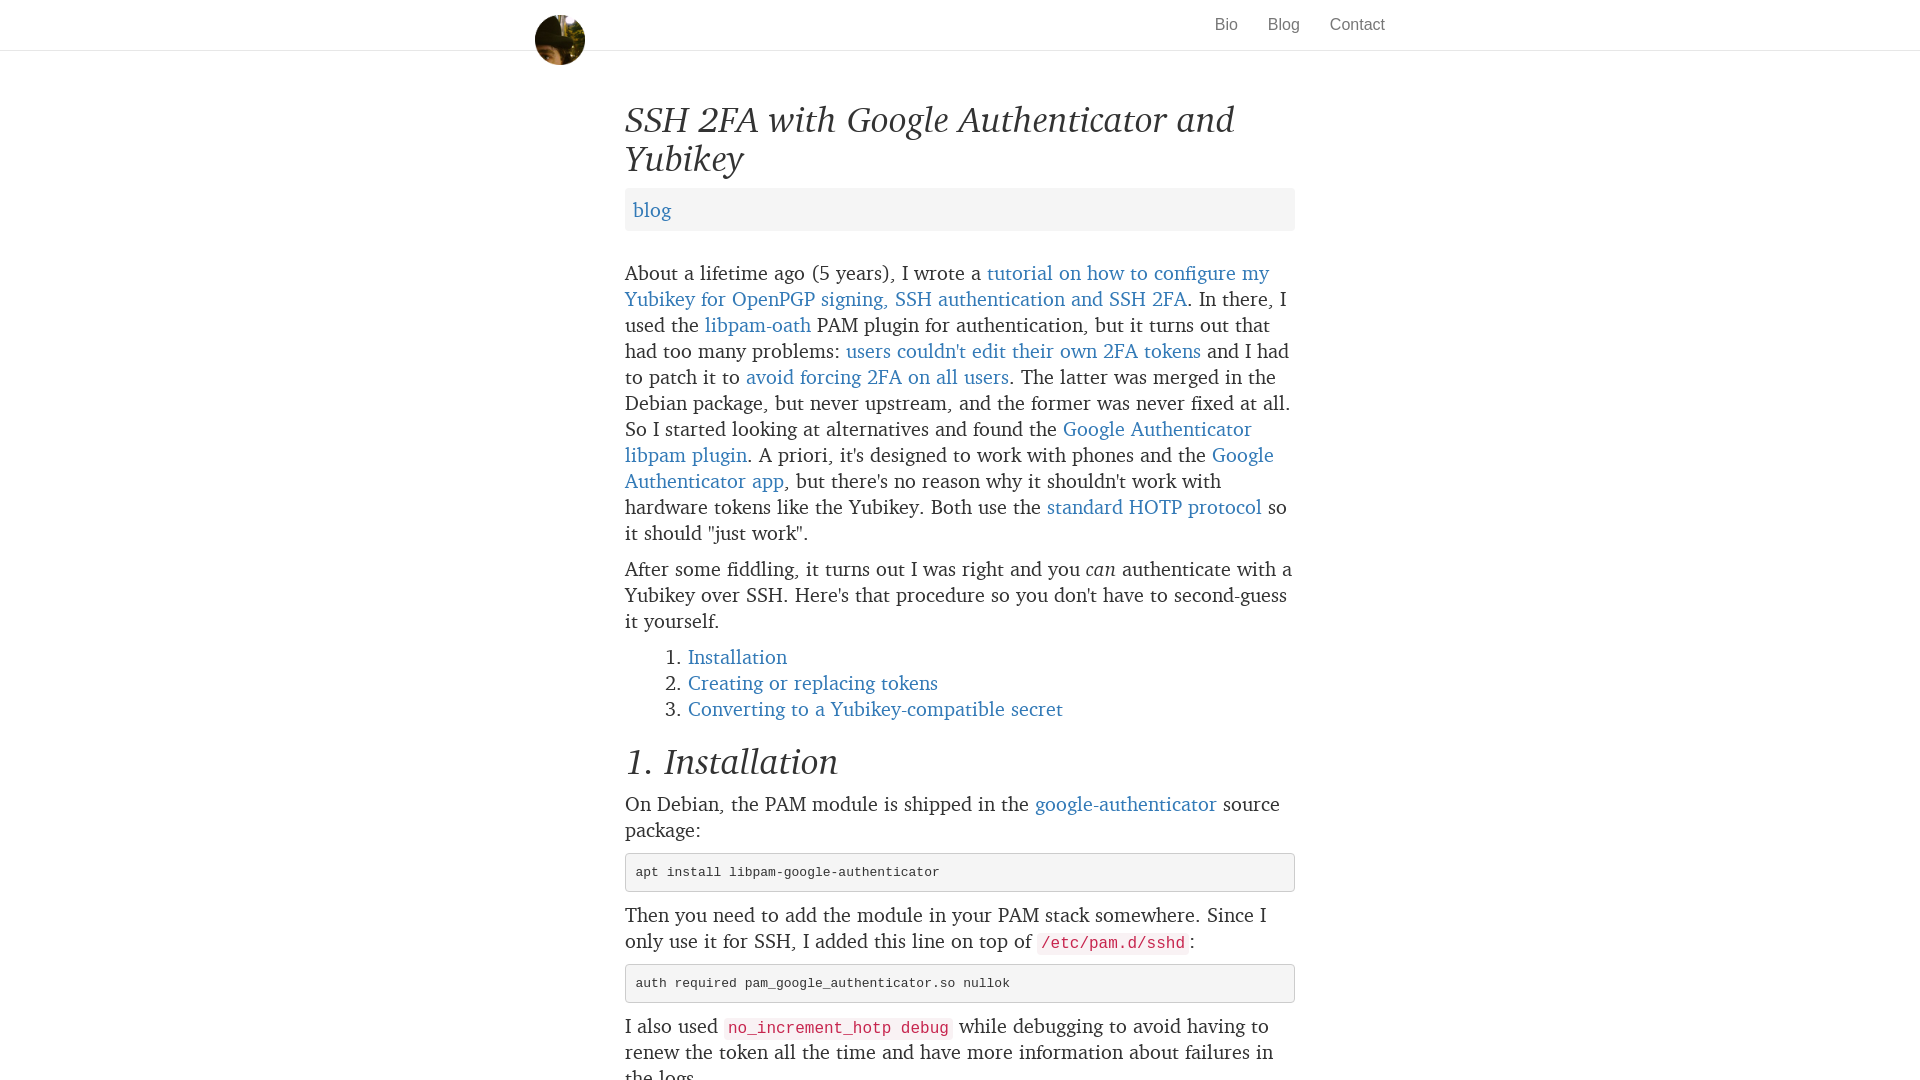 Bio Blog Contact
SSH 2FA with Google Authenticator and
Yubikey
blog
About a lifetime ago (5 years), I wrote a tutorial on how to configure my
Yubikey for OpenPGP signing, SSH authentication and SSH 2FA. In there, I
used the libpam-oath PAM plugin for authentication, but it turns out that
had too many problems: users couldn't edit their own 2FA tokens and I had
to patch it to avoid forcing 2FA on all users. The latter was merged in the
Debian package, but never upstream, and the former was never fixed at all.
So I started looking at alternatives and found the Google Authenticator
libpam plugin. A priori, it's designed to work with phones and the Google
Authenticator app, but there's no reason why it shouldn't work with
hardware tokens like the Yubikey. Both use the standard HOTP protocol so
it should "just work".
After some fiddling, it turns out I was right and you can authenticate with a
Yubikey over SSH. Here's that procedure so you don't have to second-guess
it yourself.
1. Installation
2. Creating or replacing tokens
3. Converting to a Yubikey-compatible secret
1. Installation
On Debian, the PAM module is shipped in the google-authenticator source
package:
apt install libpam-google-authenticator
Then you need to add the module in your PAM stack somewhere. Since I
only use it for SSH, I added this line on top of /etc/pam.d/sshd:
auth required pam_google_authenticator.so nullok
I also used no_increment_hotp debug while debugging to avoid having to
renew the token all the time and have more information about failures in
the logs.